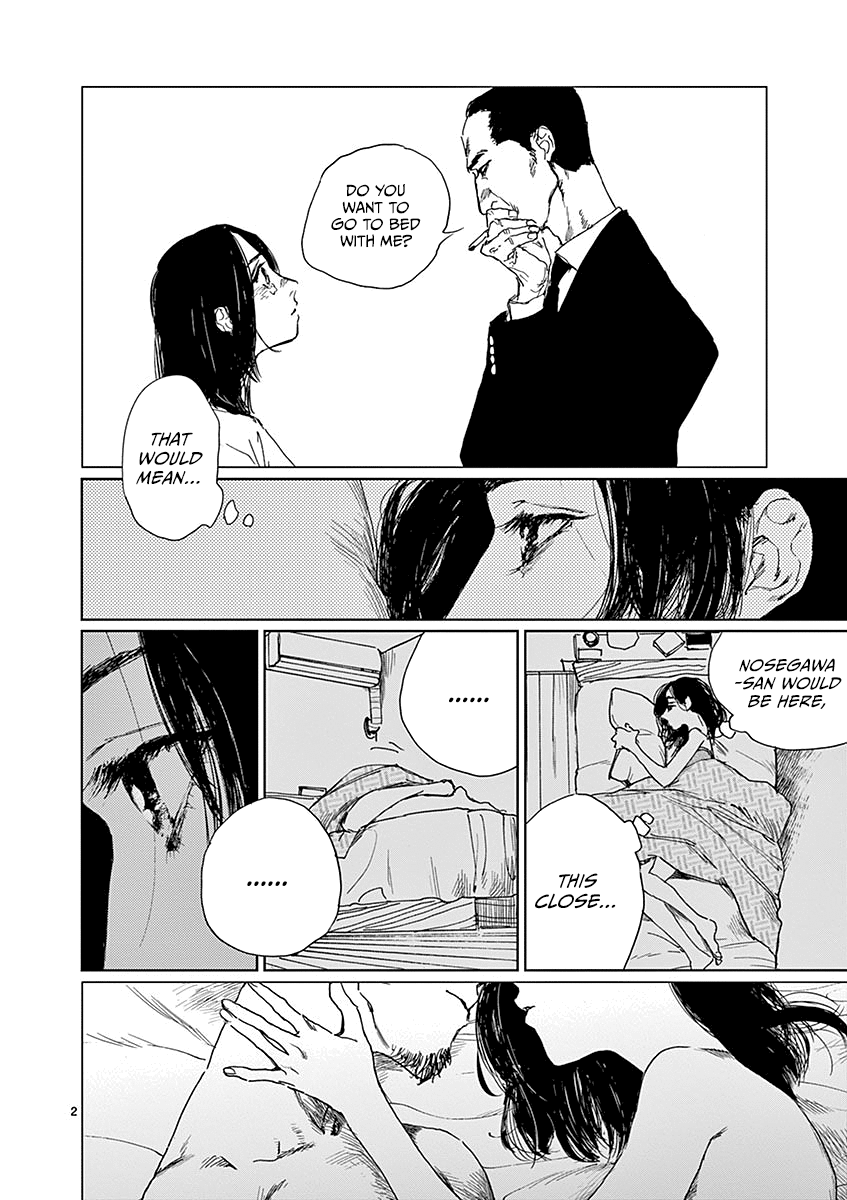 DO YOU
WANT TO
GO TO BED
WITH ME?
THAT
WOULD
MEAN...
NOSEGAWA
-SAN WOULD
BE HERE,
THIS
CLOSE...
......
......
2